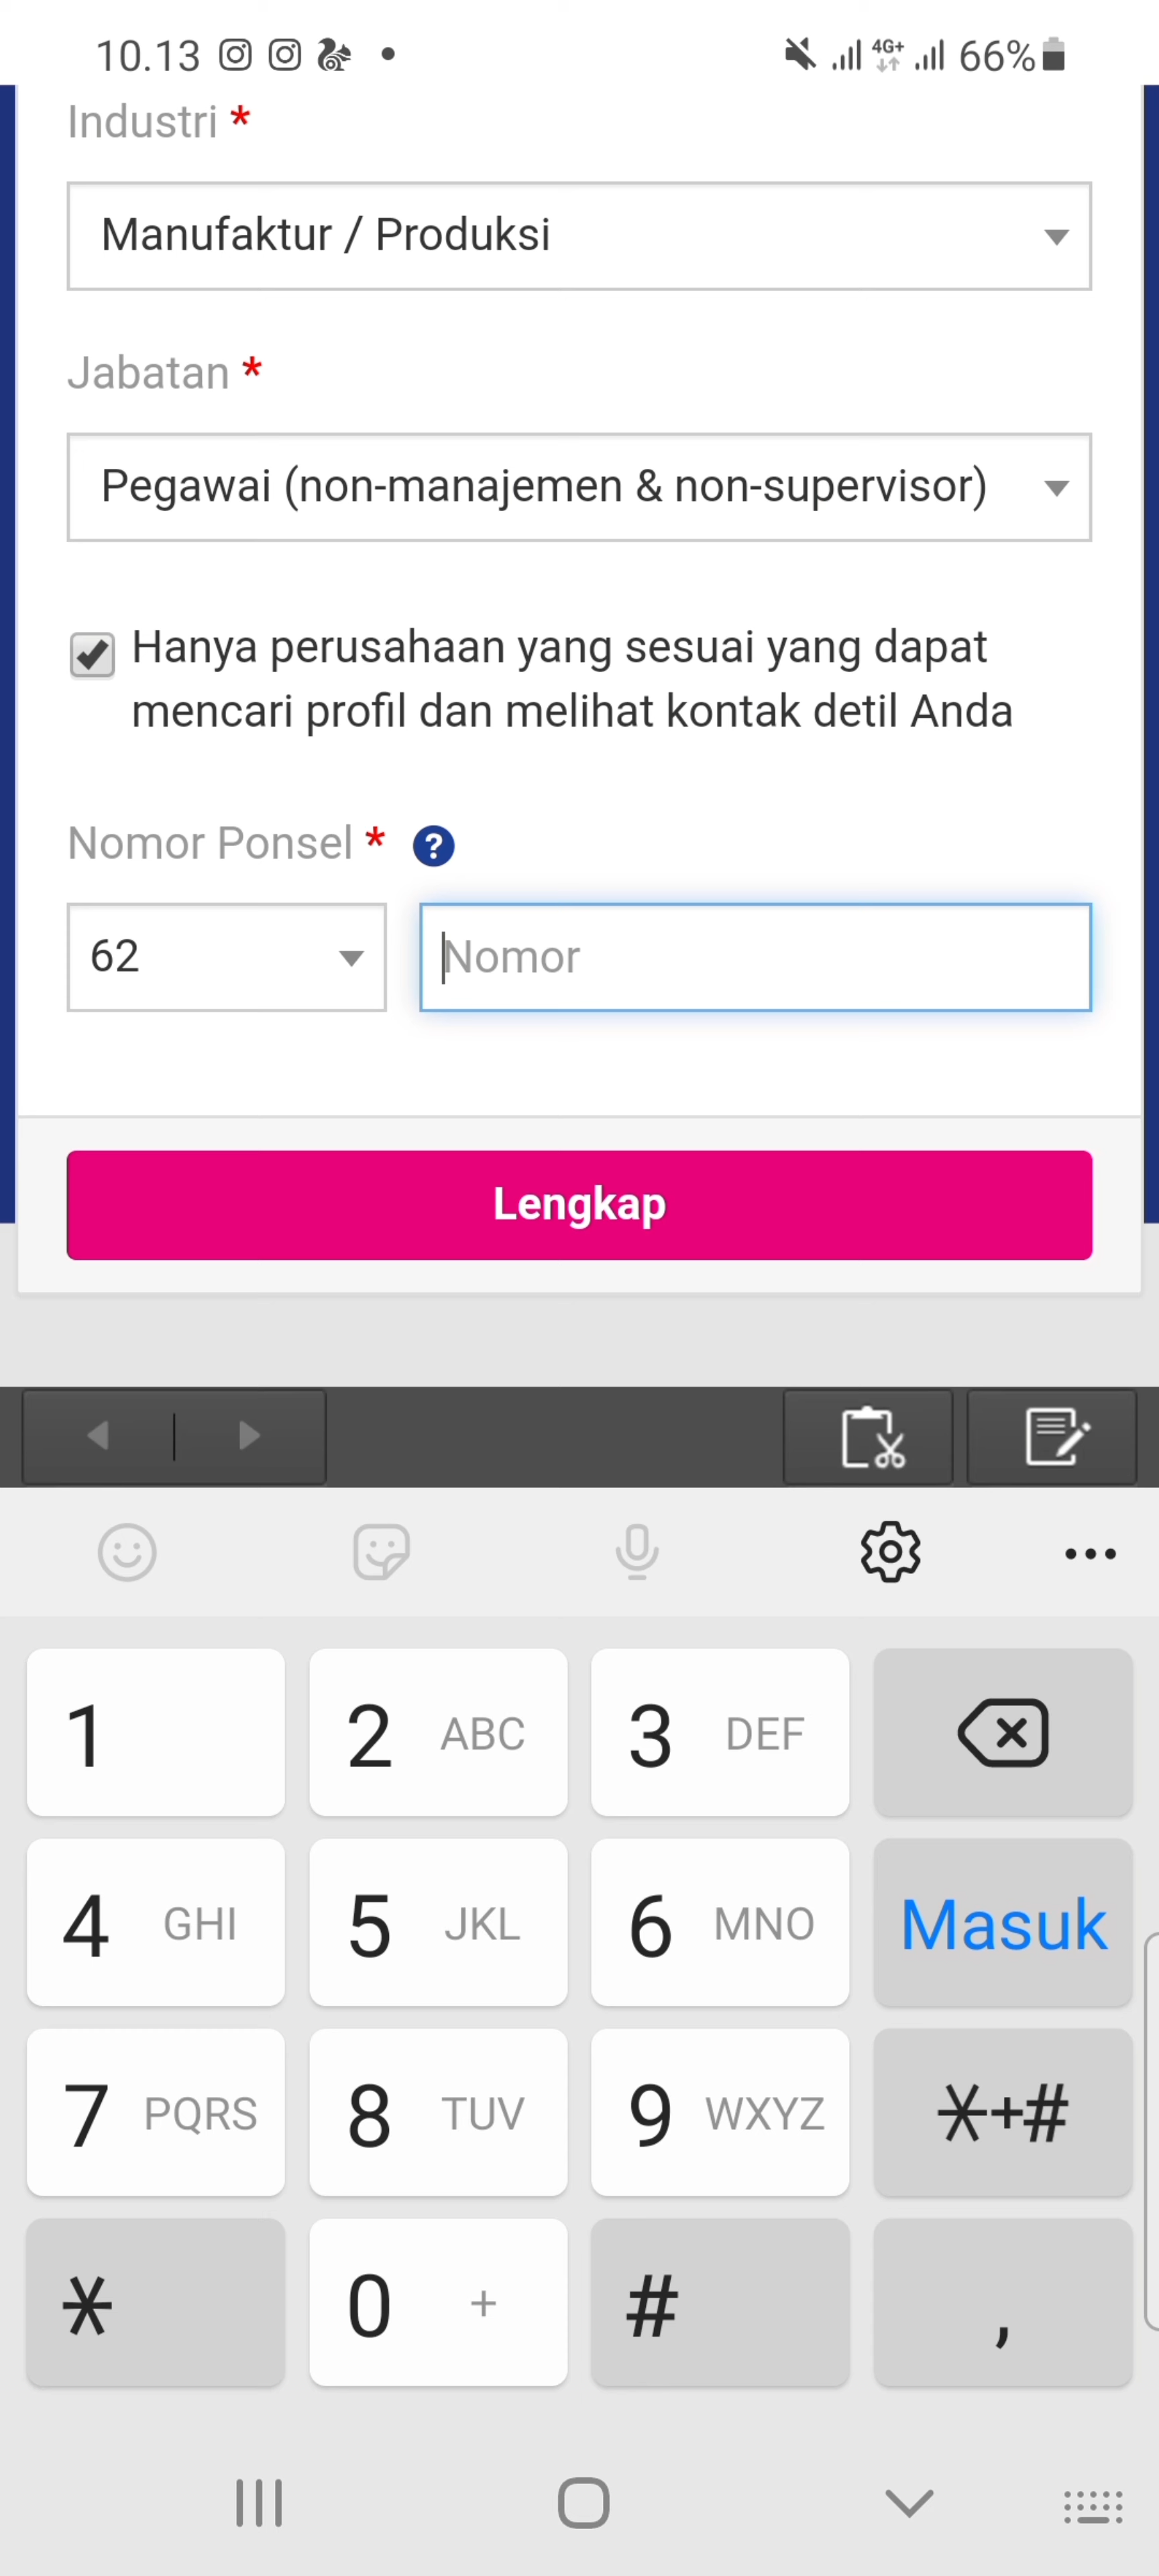 10.13 4G+ 66%
Industri *
Manufaktur / Produksi
Jabatan *
Pegawai (non-manajemen & non-supervisor)
Hanya perusahaan yang sesuai yang dapat
mencari profil dan melihat kontak detil Anda
Nomor Ponsel * ?
62 Nomor
Lengkap
1 2 ABC 3 DEF
4 GHI 5 JKL 6 MNO Masuk
7 PQRS 8 TUV 9 WXYZ *+#
* 0 + # ,